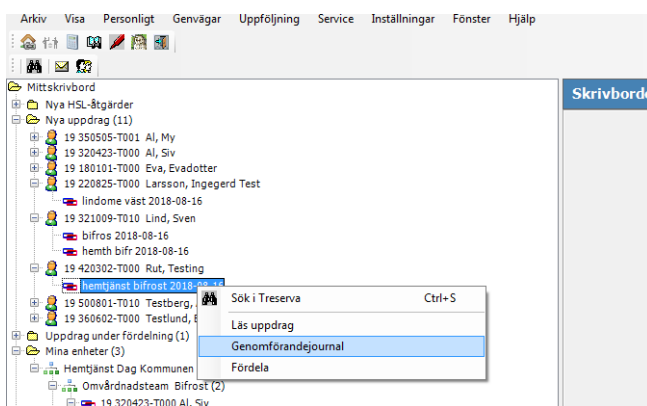 Arkiv Visa Personligt Genvägar Uppföljning Service Inställningar Fönster Hjälp
Mittskrivbord
Skrivbord
Nya HSL-åtgärder
Nya uppdrag (11)
19 350505-T001 Al, My
19 320423-T000 Al, Siv
19 180101-T000 Eva, Evadotter
19 220825-T000 Larsson, Ingegerd Test
lindome väst 2018-08-16
19 321009-T010 Lind, Sven
bifros 2018-08-16
hemth bifr 2018-08-16
19 420302-T000 Rut, Testing
hemtjänst bifrost 2018-08-16
Sök i Treserva Ctrl+S
19 500801-T010 Testberg,
19 360602-T000 Testlund,
Läs uppdrag
Uppdrag under fördelning (1)
Genomförandejournal
Mina enheter (3)
Hemtjänst Dag Kommunen
Fördela
Omvårdnadsteam Bifrost (2)
19 320423-T000 Al, Siv